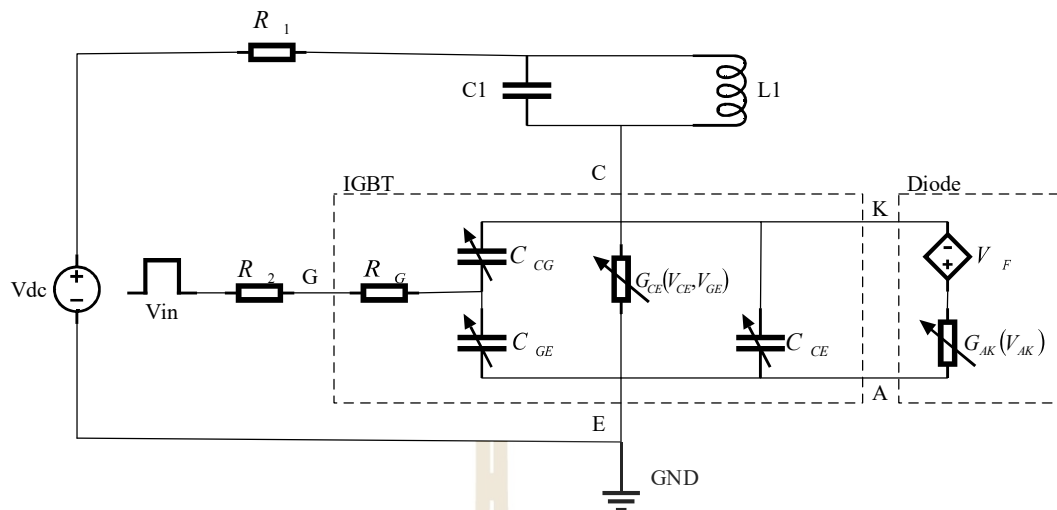 R 1
C1
L1
C
IGBT
Diode
K
C CG
V F
+
−
−
+
Vdc
Vin
R 2
G
R G
G CE (V CE , V GE )
C GE
C CE
G AK (V AK )
A
E
GND